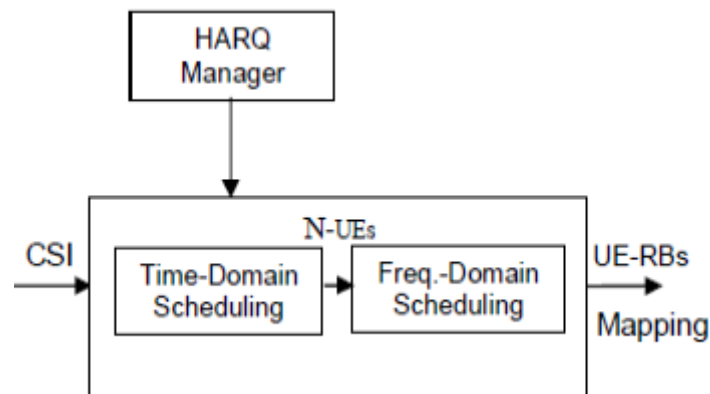 HARQ
Manager
N-UEs
CSI
Time-Domain
Scheduling
Freq.-Domain
Scheduling
UE-RBs
Mapping